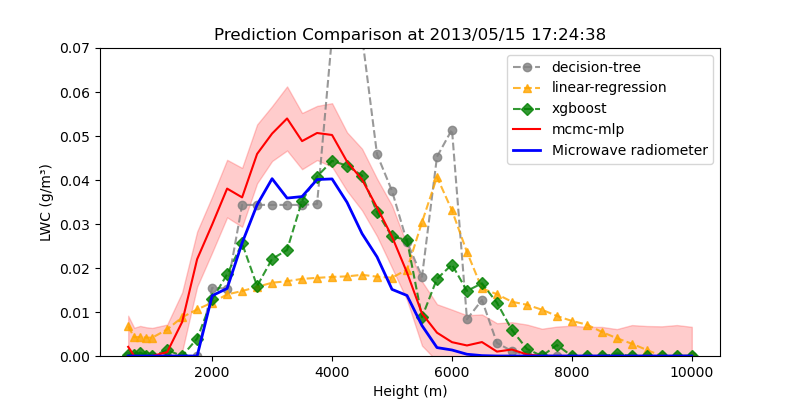 Prediction Comparison at 2013/05/15 17:24:38
LWC (g/m³)
0.07
0.06
0.05
0.04
0.03
0.02
0.01
0.00
decision-tree
linear-regression
xgboost
mcmc-mlp
Microwave radiometer
2000 4000 6000 8000 10000
Height (m)